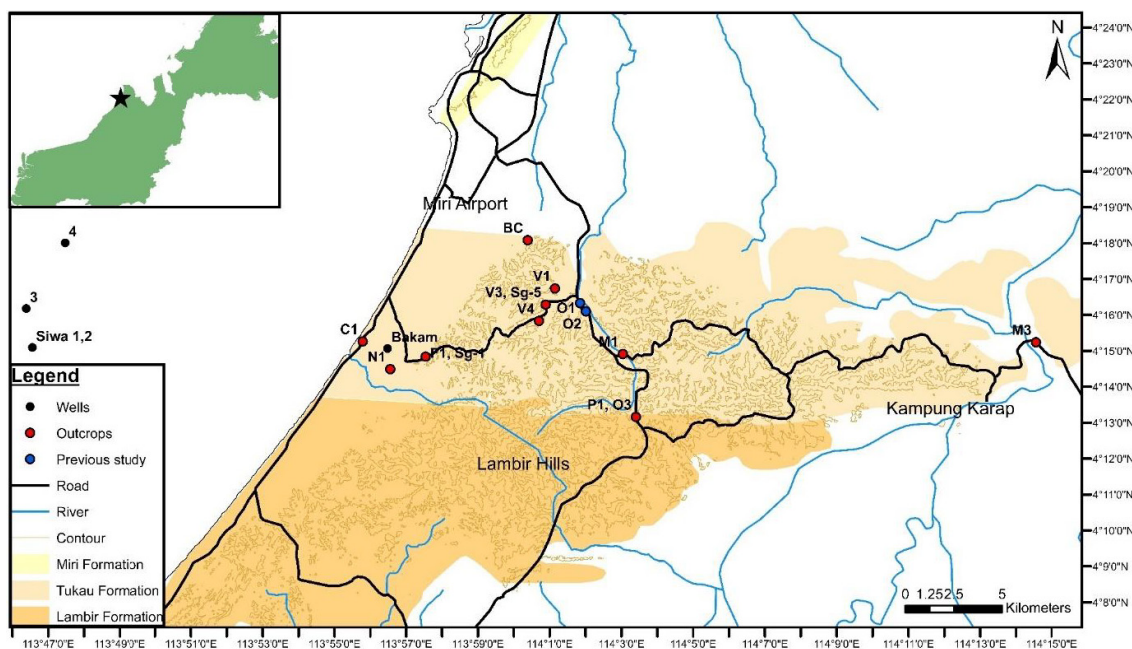 N
4°24'0"N
4°23'0"N
4°22'0"N
4°21'0"N
4°20'0"N
4°19'0"N
4°18'0"N
4°17'0"N
4°16'0"N
4°15'0"N
4°14'0"N
4°13'0"N
4°12'0"N
4°11'0"N
4°10'0"N
4°9'0"N
4°8'0"N
Miri Airport
4
BC
V1
3
V3, Sg-5
O1
V4
O2
Siwa 1,2
C1
Bakam
M1
M3
N1
F1, Sg-4
P1, O3
Kampung Karap
Lambir Hills
Legend
Wells
Outcrops
Previous study
Road
River
Contour
Miri Formation
Tukau Formation
Lambir Formation
0 1.25 2.5 5
Kilometers
113°47'0"E 113°49'0"E 113°51'0"E 113°53'0"E 113°55'0"E 113°57'0"E 113°59'0"E 114°1'0"E 114°3'0"E 114°5'0"E 114°7'0"E 114°9'0"E 114°11'0"E 114°13'0"E 114°15'0"E